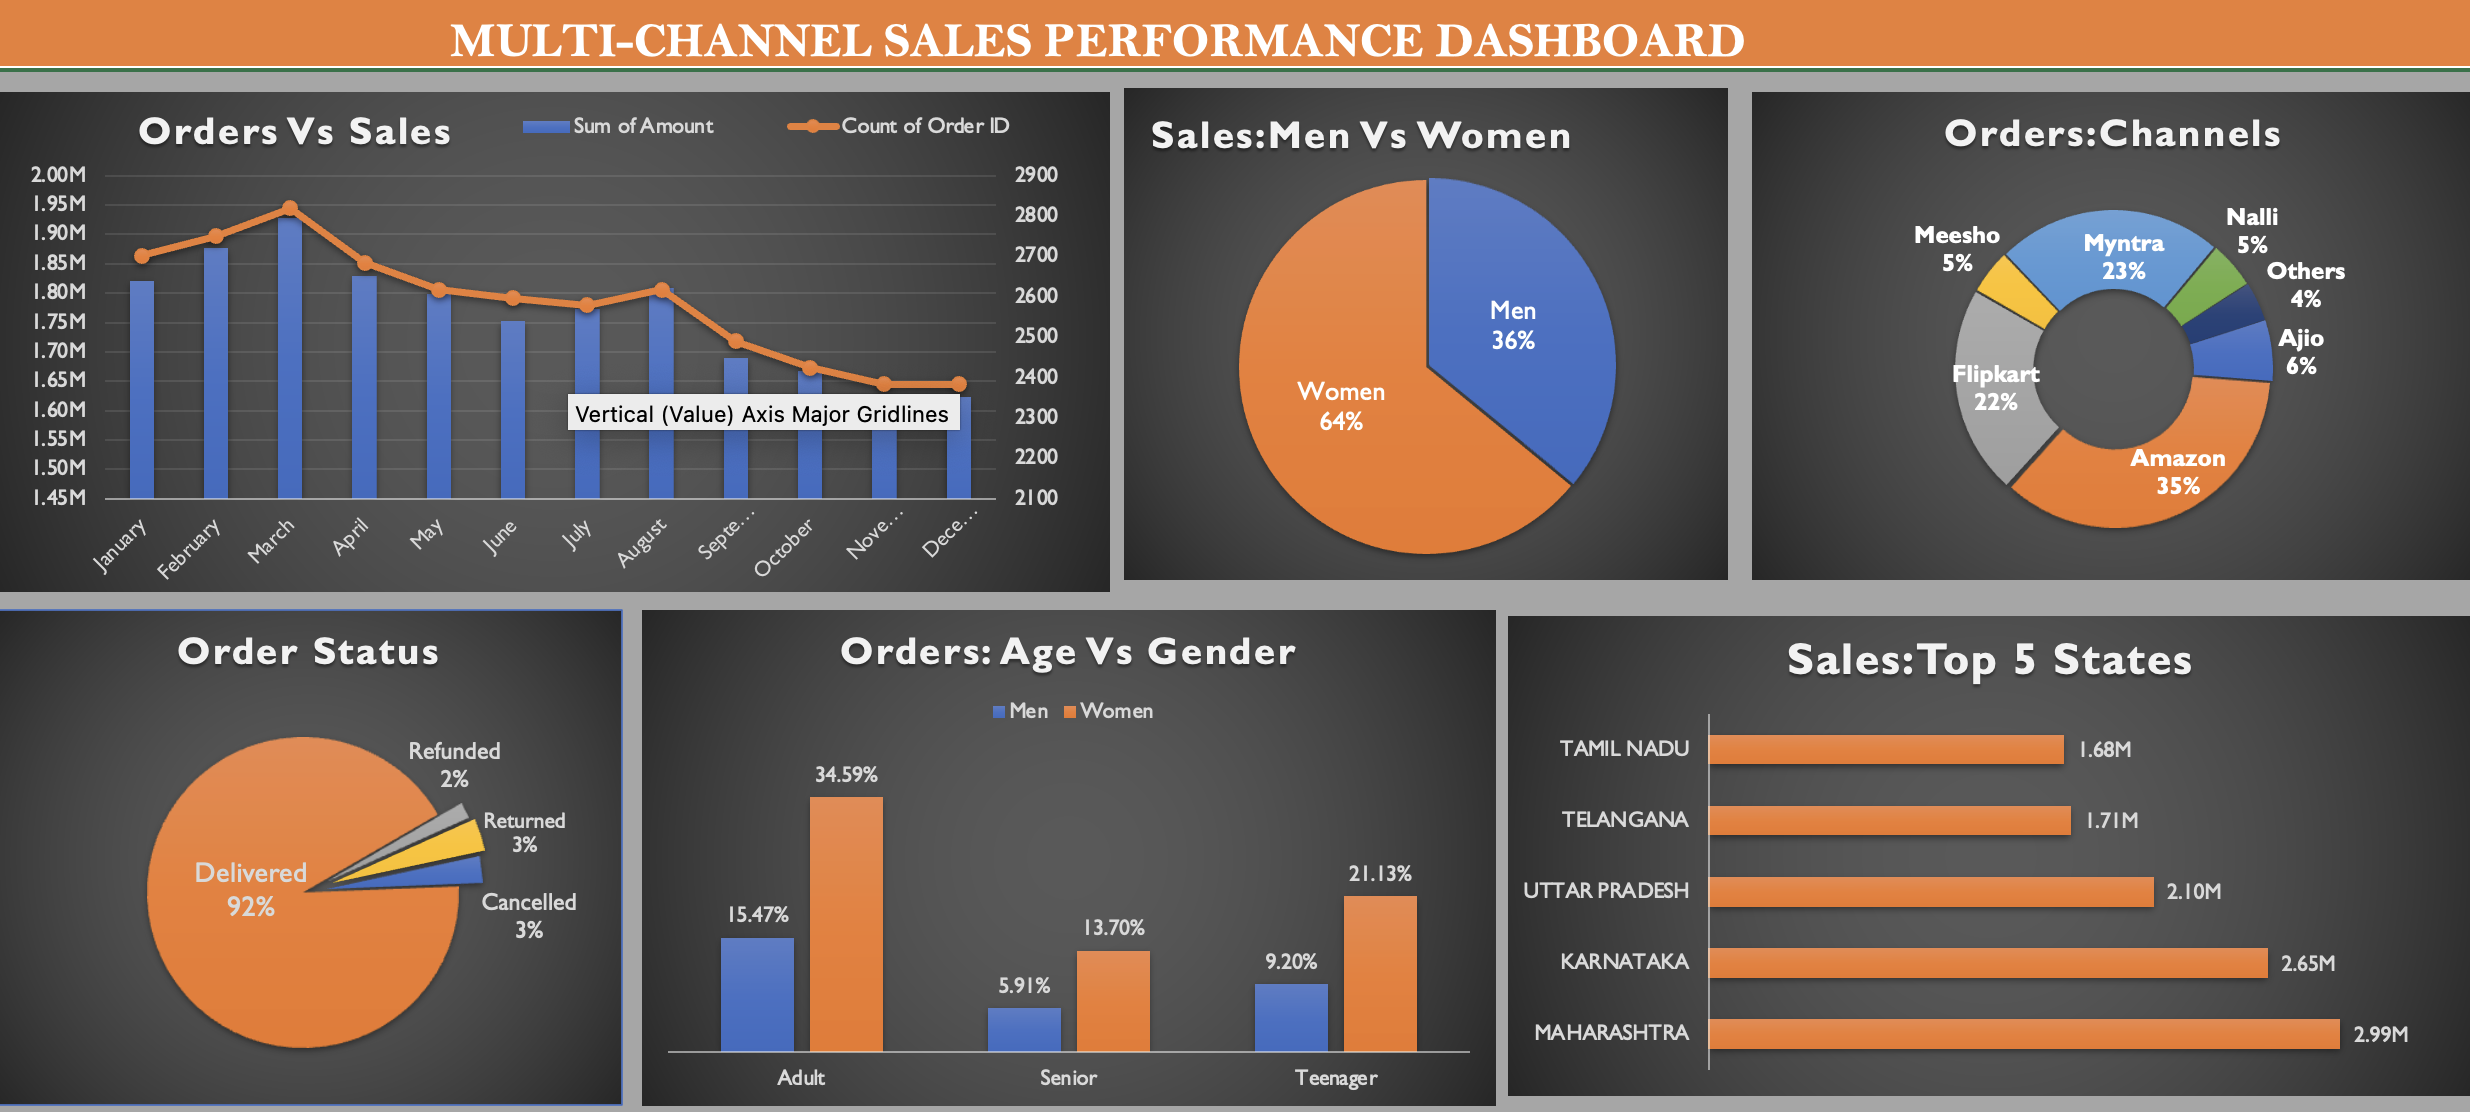 MULTI-CHANNEL SALES PERFORMANCE DASHBOARD
Orders Vs Sales
Sum of Amount
Count of Order ID
2.00M
1.95M
1.90M
1.85M
1.80M
1.75M
1.70M
1.65M
1.60M
1.55M
1.50M
1.45M
2900
2800
2700
2600
2500
2400
2300
2200
2100
Vertical (Value) Axis Major Gridlines
January
February
March
April
May
June
July
August
Septe...
October
Nove...
Dece...
Sales:Men Vs Women
Men
36%
Women
64%
Orders:Channels
Nalli
5%
Meesho
5%
Myntra
23%
Others
4%
Ajio
6%
Flipkart
22%
Amazon
35%
Order Status
Refunded
2%
Returned
3%
Delivered
92%
Cancelled
3%
Orders: Age Vs Gender
Men
Women
15.47%
34.59%
5.91%
13.70%
9.20%
21.13%
Adult
Senior
Teenager
Sales:Top 5 States
TAMIL NADU
1.68M
TELANGANA
1.71M
UTTAR PRADESH
2.10M
KARNATAKA
2.65M
MAHARASHTRA
2.99M